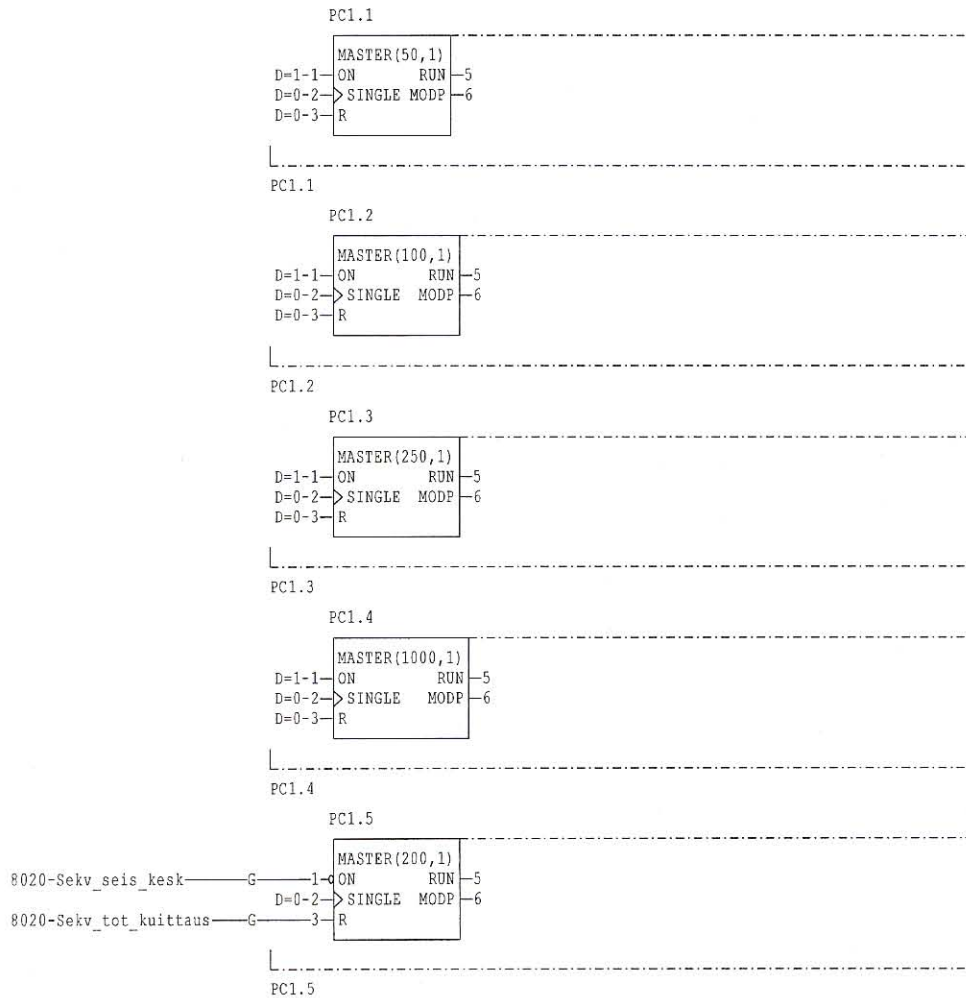 PC1.1
MASTER(50,1)
D=1-1 ON RUN 5
D=0-2 SINGLE MODP 6
D=0-3 R
PC1.1
PC1.2
MASTER(100,1)
D=1-1 ON RUN 5
D=0-2 SINGLE MODP 6
D=0-3 R
PC1.2
PC1.3
MASTER(250,1)
D=1-1 ON RUN 5
D=0-2 SINGLE MODP 6
D=0-3 R
PC1.3
PC1.4
MASTER(1000,1)
D=1-1 ON RUN 5
D=0-2 SINGLE MODP 6
D=0-3 R
PC1.4
PC1.5
MASTER(200,1)
8020-Sekv_seis_kesk G 1 ON RUN 5
D=0-2 SINGLE MODP 6
8020-Sekv_tot_kuittaus G 3 R
PC1.5